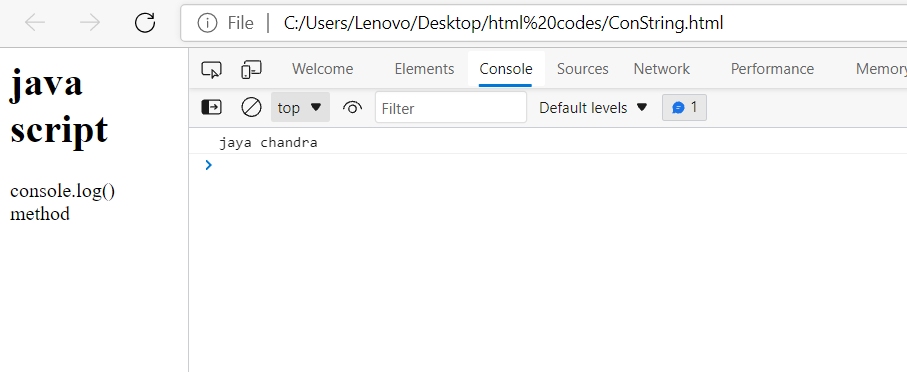 File | C:/Users/Lenovo/Desktop/html%20codes/ConString.html
java
script
console.log()
method
Welcome Elements Console Sources Network Performance Memory
top Filter Default levels 1
jaya chandra